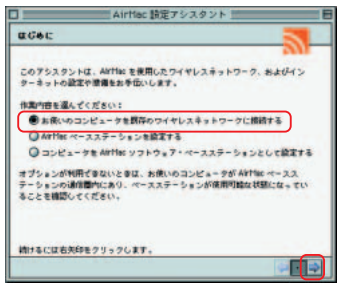 AirMac 設定アシスタント
はじめに
このアシスタントは、AirMac を使用したワイヤレスネットワーク、およびイン
ターネットの設定や準備をお手伝いします。
作業内容を選んでください：
お使いのコンピュータを既存のワイヤレスネットワークに接続する
AirMac ベースステーションを設定する
コンピュータを AirMac ソフトウェア・ベースステーションとして設定する
オプションが利用できないときは、お使いのコンピュータが AirMac ベースス
テーションの通信圏内にあり、ベースステーションが使用可能な状態になってい
ることを確認してください。
続けるには右矢印をクリックします。